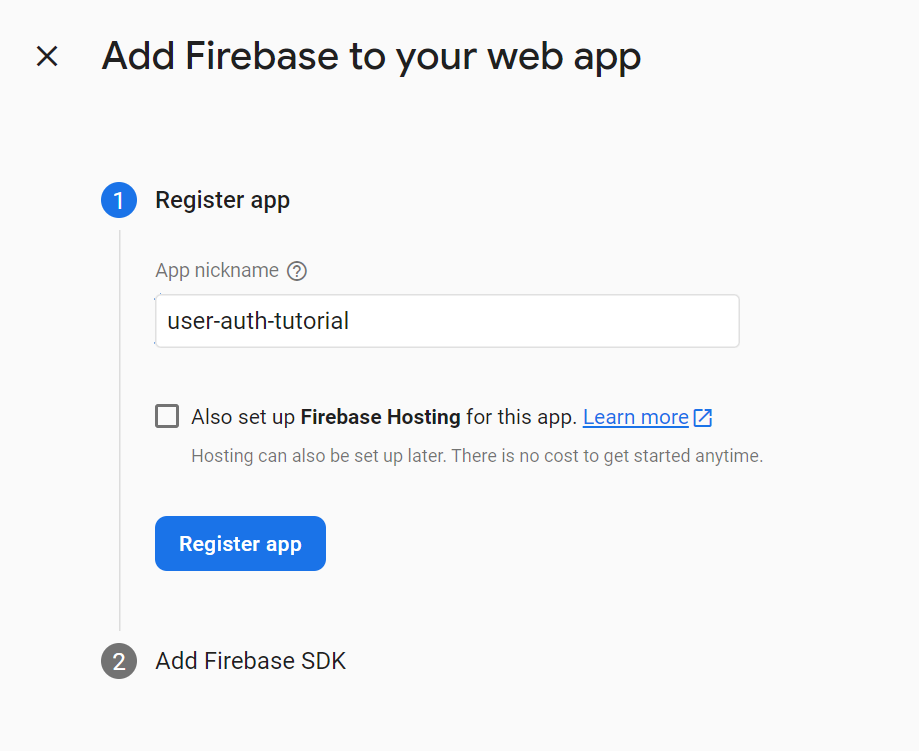 Add Firebase to your web app
1 Register app
App nickname ?
user-auth-tutorial
Also set up Firebase Hosting for this app. Learn more
Hosting can also be set up later. There is no cost to get started anytime.
Register app
2 Add Firebase SDK